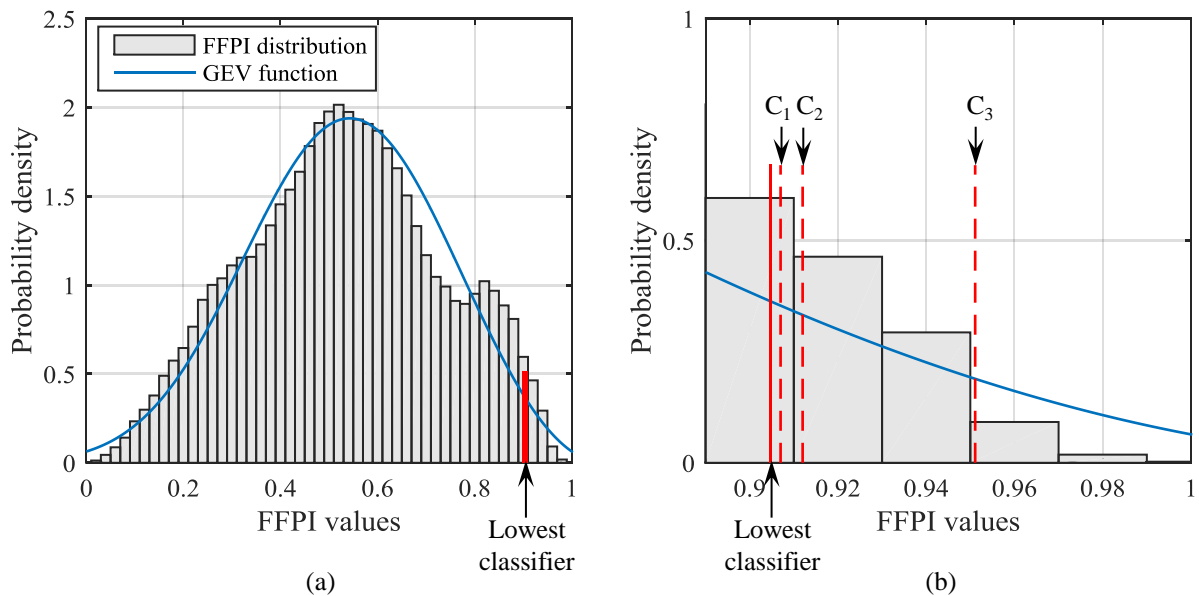 2.5
2
1.5
1
0.5
0
Probability density
FFPI distribution
GEV function
0 0.2 0.4 0.6 0.8 1
FFPI values
Lowest
classifier
(a)
1
0.5
0
Probability density
C1 C2 C3
0.92 0.94 0.96 0.98 1
FFPI values
Lowest
classifier
(b)